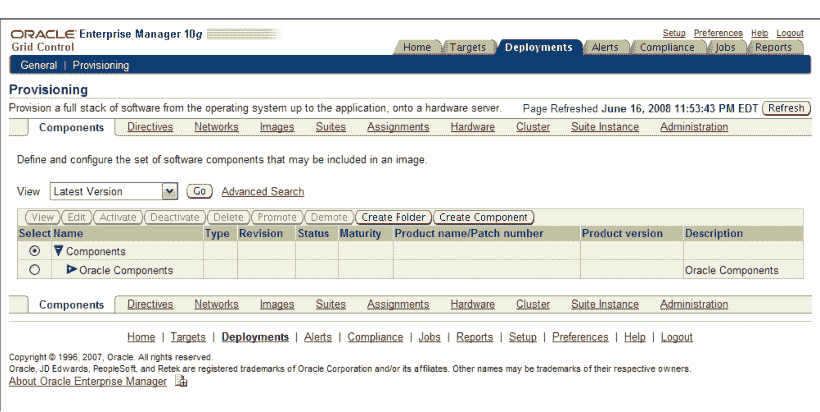 ORACLE Enterprise Manager 10g
Setup Preferences Help Logout
Grid Control
Home Targets Deployments Alerts Compliance Jobs Reports
General | Provisioning
Provisioning
Provision a full stack of software from the operating system up to the application, onto a hardware server. Page Refreshed June 16, 2008 11:53:43 PM EDT Refresh
Components Directives Networks Images Suites Assignments Hardware Cluster Suite Instance Administration
Define and configure the set of software components that may be included in an image.
View Latest Version Go Advanced Search
View Edit Activate Deactivate Delete Promote Demote Create Folder Create Component
Select Name Type Revision Status Maturity Product name/Patch number Product version Description
Components
Oracle Components Oracle Components
Components Directives Networks Images Suites Assignments Hardware Cluster Suite Instance Administration
Home | Targets | Deployments | Alerts | Compliance | Jobs | Reports | Setup | Preferences | Help | Logout
Copyright © 1996, 2007, Oracle. All rights reserved.
Oracle, JD Edwards, PeopleSoft, and Retek are registered trademarks of Oracle Corporation and/or its affiliates. Other names may be trademarks of their respective owners.
About Oracle Enterprise Manager